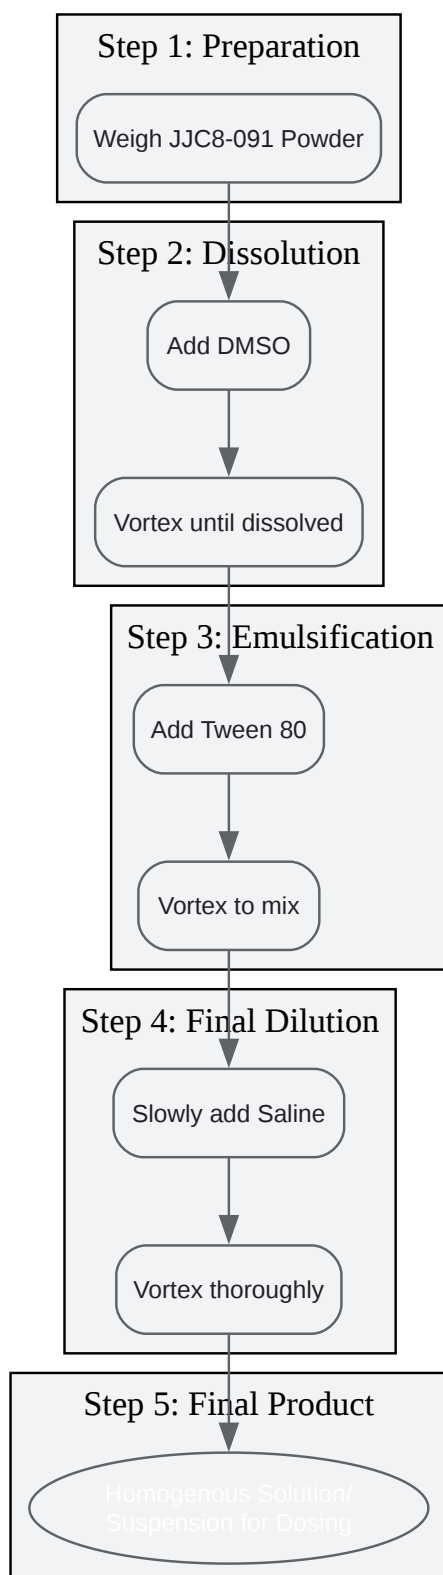 Step 1: Preparation
Weigh JJC8-091 Powder
Step 2: Dissolution
Add DMSO
Vortex until dissolved
Step 3: Emulsification
Add Tween 80
Vortex to mix
Step 4: Final Dilution
Slowly add Saline
Vortex thoroughly
Step 5: Final Product
Homogenous Solution/
Suspension for Dosing